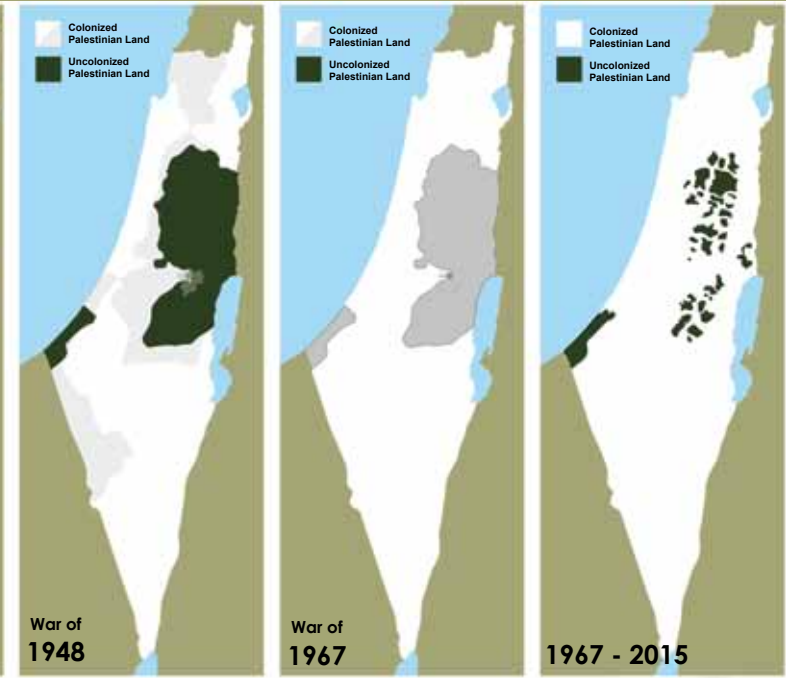 Colonized
Palestinian Land
Uncolonized
Palestinian Land
War of
1948
Colonized
Palestinian Land
Uncolonized
Palestinian Land
War of
1967
Colonized
Palestinian Land
Uncolonized
Palestinian Land
1967 - 2015